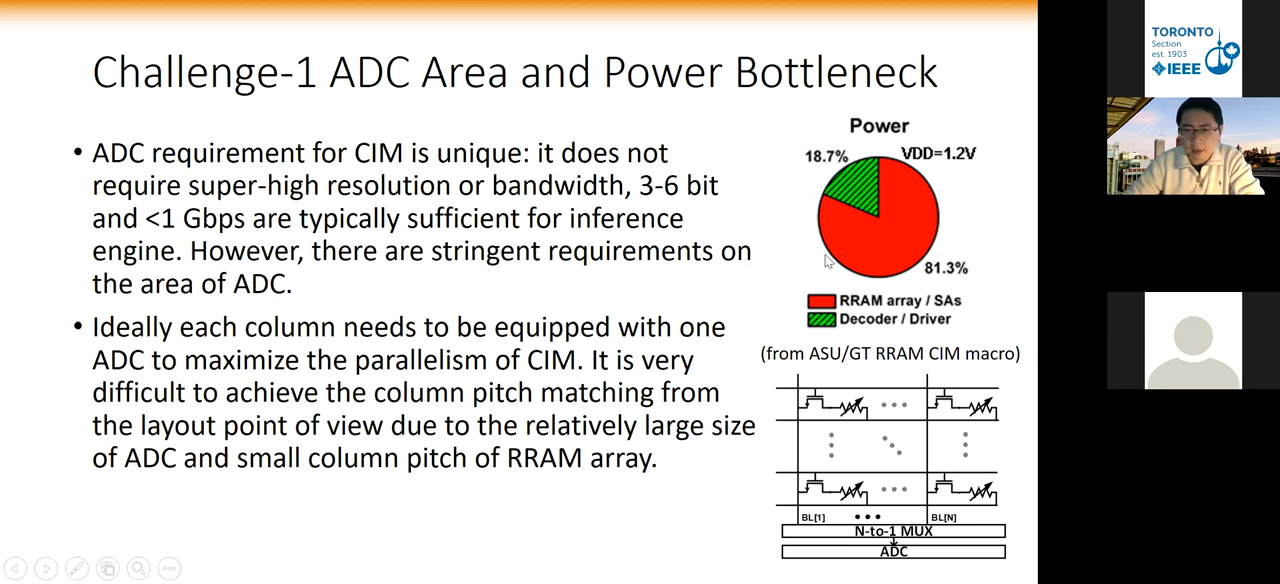 Challenge-1 ADC Area and Power Bottleneck
• ADC requirement for CIM is unique: it does not
require super-high resolution or bandwidth, 3-6 bit
and <1 Gbps are typically sufficient for inference
engine. However, there are stringent requirements on
the area of ADC.
• Ideally each column needs to be equipped with one
ADC to maximize the parallelism of CIM. It is very
difficult to achieve the column pitch matching from
the layout point of view due to the relatively large size
of ADC and small column pitch of RRAM array.
Power
18.7%
VDD=1.2V
81.3%
RRAM array / SAs
Decoder / Driver
(from ASU/GT RRAM CIM macro)
BL[1]
BL[N]
N-to-1 MUX
ADC
TORONTO
Section
est. 1903
IEEE